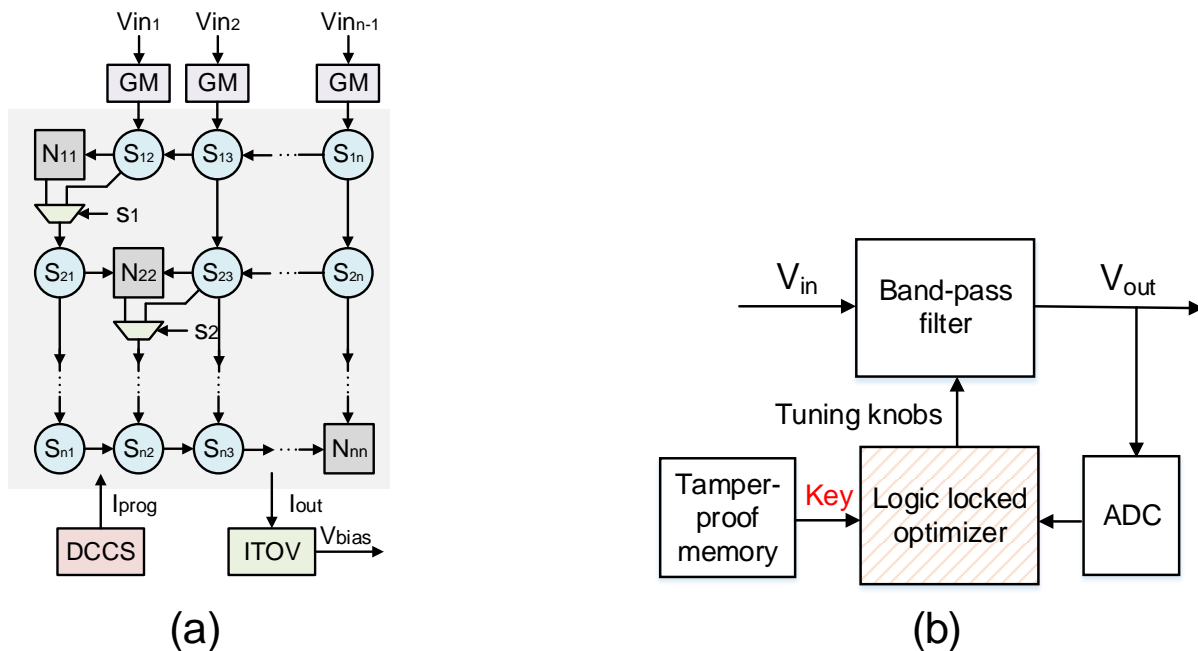 Vin1 Vin2 Vinn-1
GM GM GM
N11 S12 S13 ··· S1n
s1
S21 N22 S23 ··· S2n
s2
Sn1 Sn2 Sn3 ··· Nnn
Iprog Iout
DCCS ITOV Vbias
(a)
Vin
Band-pass
filter
Vout
Tuning knobs
Tamper-
proof
memory
Key
Logic locked
optimizer
ADC
(b)